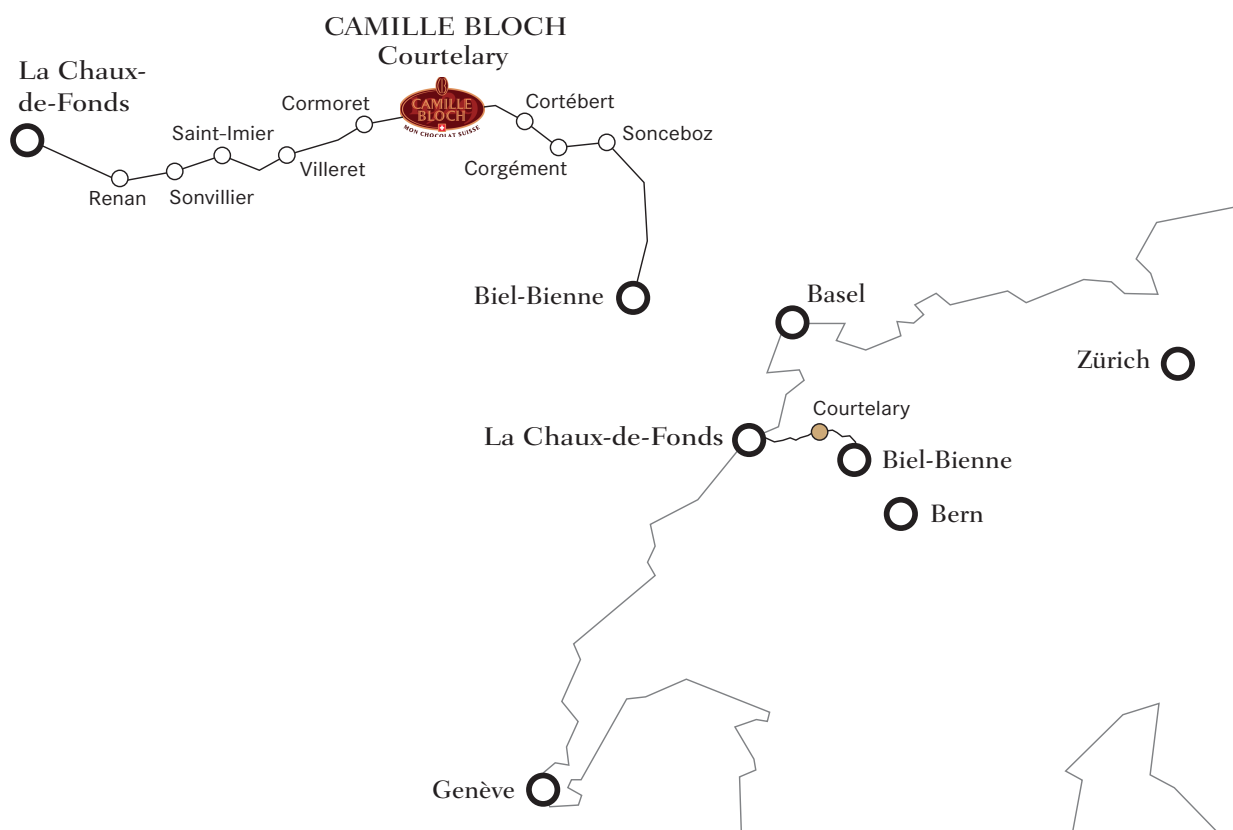 CAMILLE BLOCH
Courtelary
La Chaux-
de-Fonds
Cormoret
CAMILLE
BLOCH
MON CHOCOLAT SUISSE
Cortébert
Saint-Imier
Sonceboz
Villeret
Corgément
Renan
Sonvillier
Biel-Bienne
Basel
Zürich
Courtelary
La Chaux-de-Fonds
Biel-Bienne
Bern
Genève